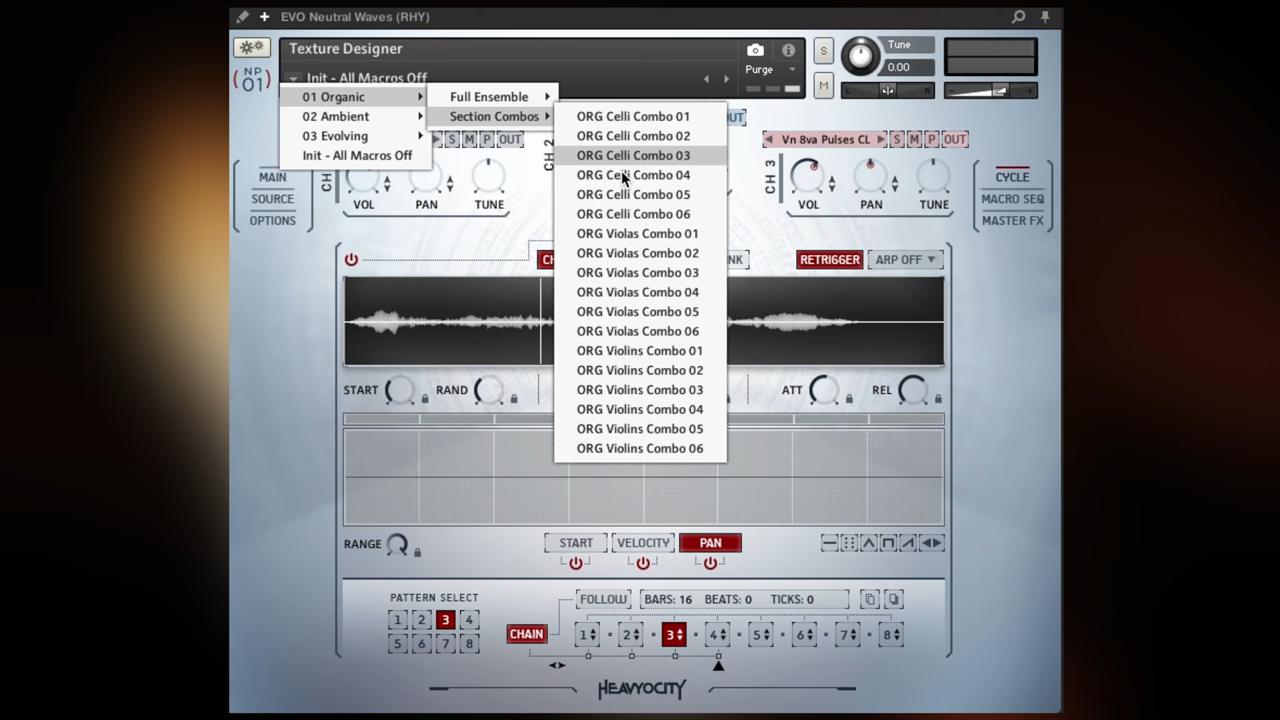 EVO Neutral Waves (RHY)
Texture Designer
Init - All Macros Off
NP
01
Purge
S
M
Tune
0.00
L
R
01 Organic
02 Ambient
03 Evolving
Init - All Macros Off
Full Ensemble
Section Combos
ORG Celli Combo 01
ORG Celli Combo 02
ORG Celli Combo 03
ORG Celli Combo 04
ORG Celli Combo 05
ORG Celli Combo 06
ORG Violas Combo 01
ORG Violas Combo 02
ORG Violas Combo 03
ORG Violas Combo 04
ORG Violas Combo 05
ORG Violas Combo 06
ORG Violins Combo 01
ORG Violins Combo 02
ORG Violins Combo 03
ORG Violins Combo 04
ORG Violins Combo 05
ORG Violins Combo 06
S M P OUT
CH 2
Vn 8va Pulses CL S M P OUT
CH 3
VOL PAN TUNE
VOL PAN TUNE
MAIN
SOURCE
OPTIONS
CYCLE
MACRO SEQ
MASTER FX
RETRIGGER ARP OFF
START RAND
ATT REL
RANGE
START VELOCITY PAN
PATTERN SELECT
1 2 3 4
5 6 7 8
FOLLOW BARS: 16 BEATS: 0 TICKS: 0
CHAIN 1 2 3 4 5 6 7 8
HEAVYOCITY